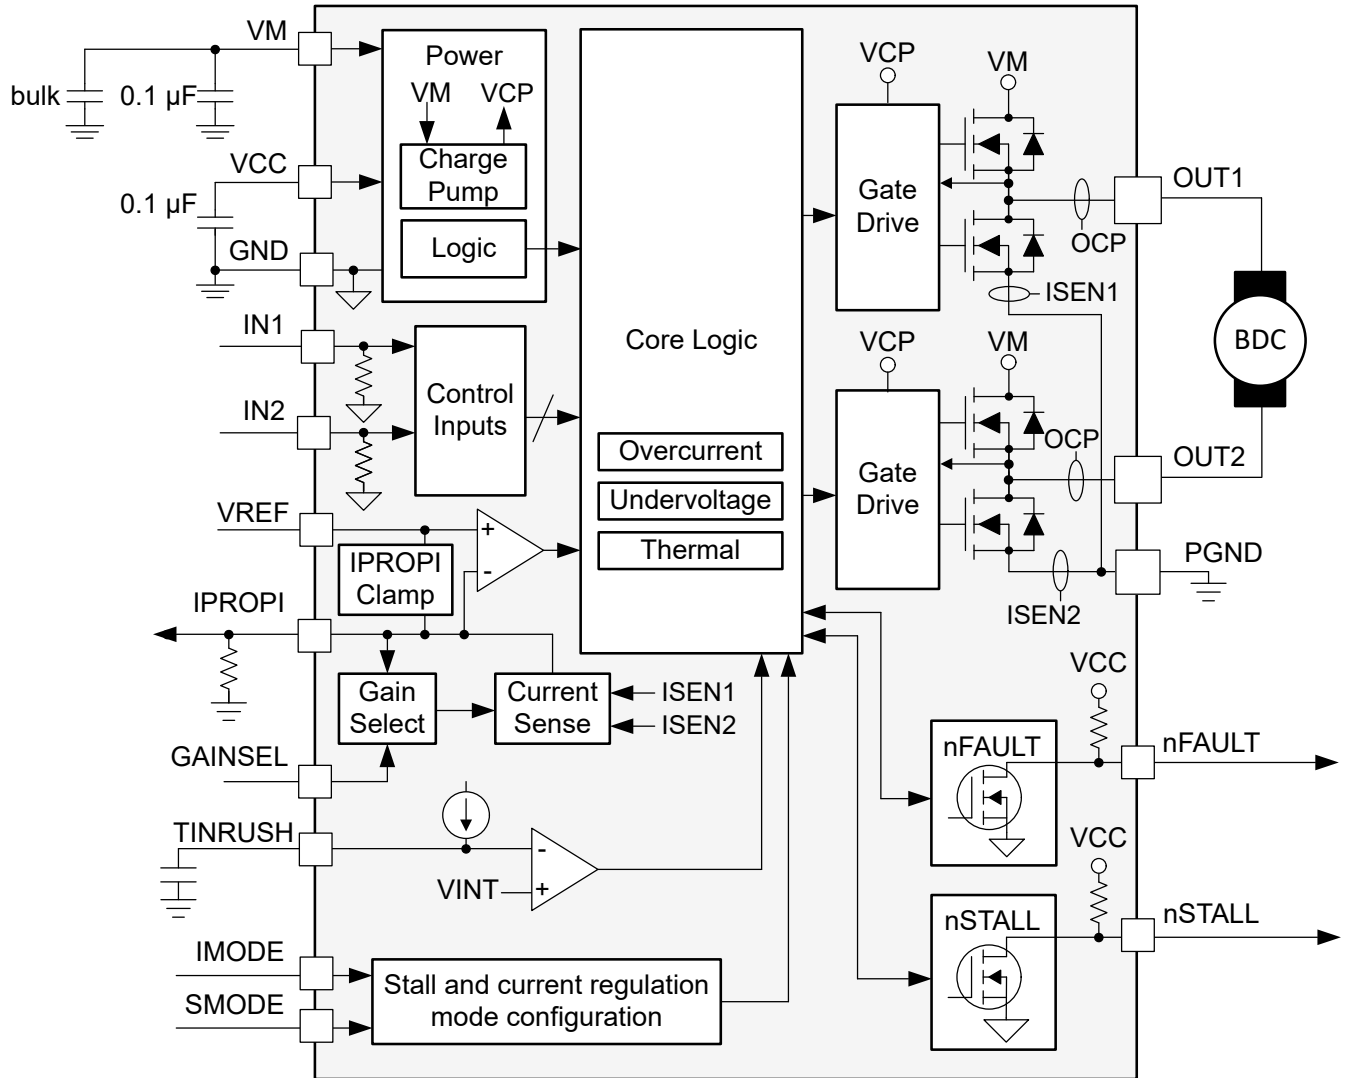 VM
bulk
0.1 µF
VCC
0.1 µF
GND
IN1
IN2
VREF
IPROPI
GAINSEL
TINRUSH
IMODE
SMODE
Power
VM
VCP
Charge
Pump
Logic
Control
Inputs
+
-
IPROPI
Clamp
Gain
Select
Current
Sense
ISEN1
ISEN2
-
+
VINT
Stall and current regulation
mode configuration
Core Logic
Overcurrent
Undervoltage
Thermal
VCP
VM
Gate
Drive
OCP
ISEN1
VCP
VM
Gate
Drive
OCP
ISEN2
OUT1
BDC
OUT2
PGND
VCC
nFAULT
nFAULT
VCC
nSTALL
nSTALL